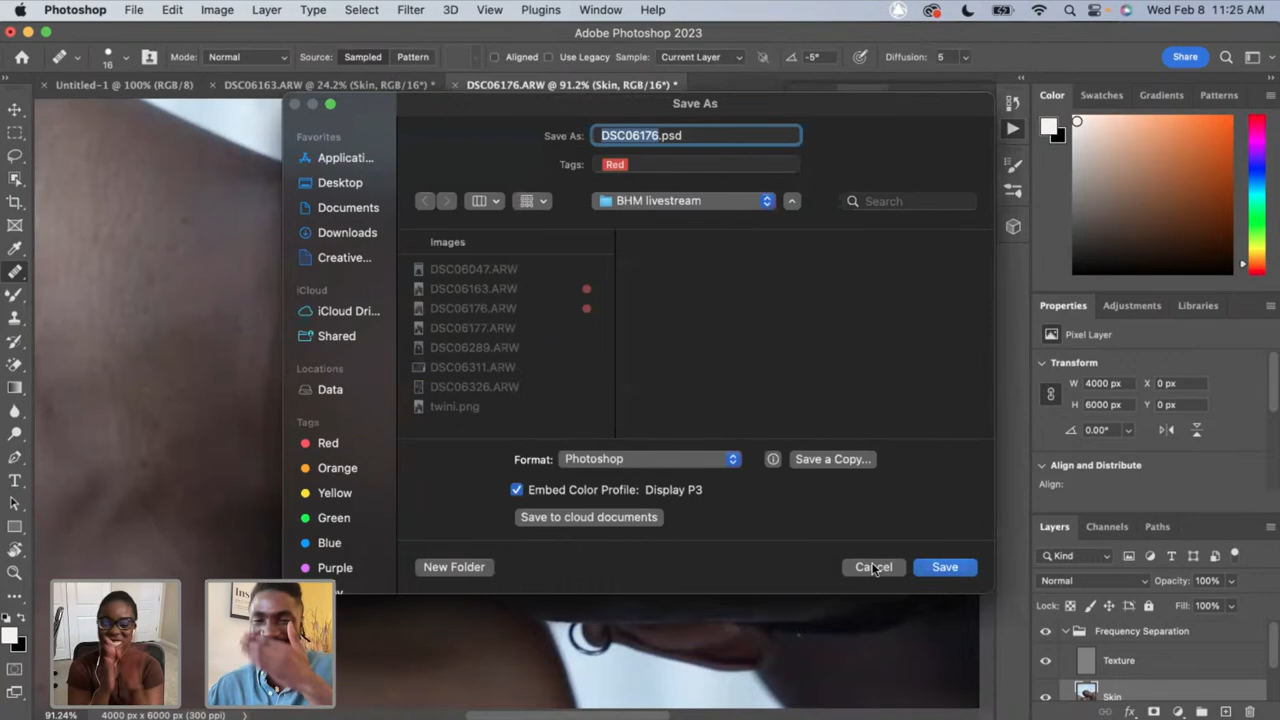 Photoshop File Edit Image Layer Type Select Filter 3D View Plugins Window Help Wed Feb 8 11:25 AM
Adobe Photoshop 2023
16 Mode: Normal Source: Sampled Pattern Aligned Use Legacy Sample: Current Layer -5° Diffusion: 5 Share
Untitled-1 @ 100% (RGB/8) DSC06163.ARW @ 24.2% (Skin, RGB/16*) * DSC06176.ARW @ 91.2% (Skin, RGB/16*) *
Save As
Save As: DSC06176.psd
Tags: Red
BHM livestream Search
Favorites
Applicati...
Desktop
Documents
Downloads
Creative...
iCloud
iCloud Dri...
Shared
Locations
Data
Tags
Red
Orange
Yellow
Green
Blue
Purple
Images
DSC06047.ARW
DSC06163.ARW
DSC06176.ARW
DSC06177.ARW
DSC06289.ARW
DSC06311.ARW
DSC06326.ARW
twini.png
Format: Photoshop Save a Copy...
Embed Color Profile: Display P3
Save to cloud documents
New Folder Cancel Save
Color Swatches Gradients Patterns
Properties Adjustments Libraries
Pixel Layer
Transform
W 4000 px X 0 px
H 6000 px Y 0 px
0.00°
Align and Distribute
Align:
Layers Channels Paths
Kind
Normal Opacity: 100%
Lock: Fill: 100%
Frequency Separation
Texture
Skin
91.24% 4000 px x 6000 px (300 ppi)